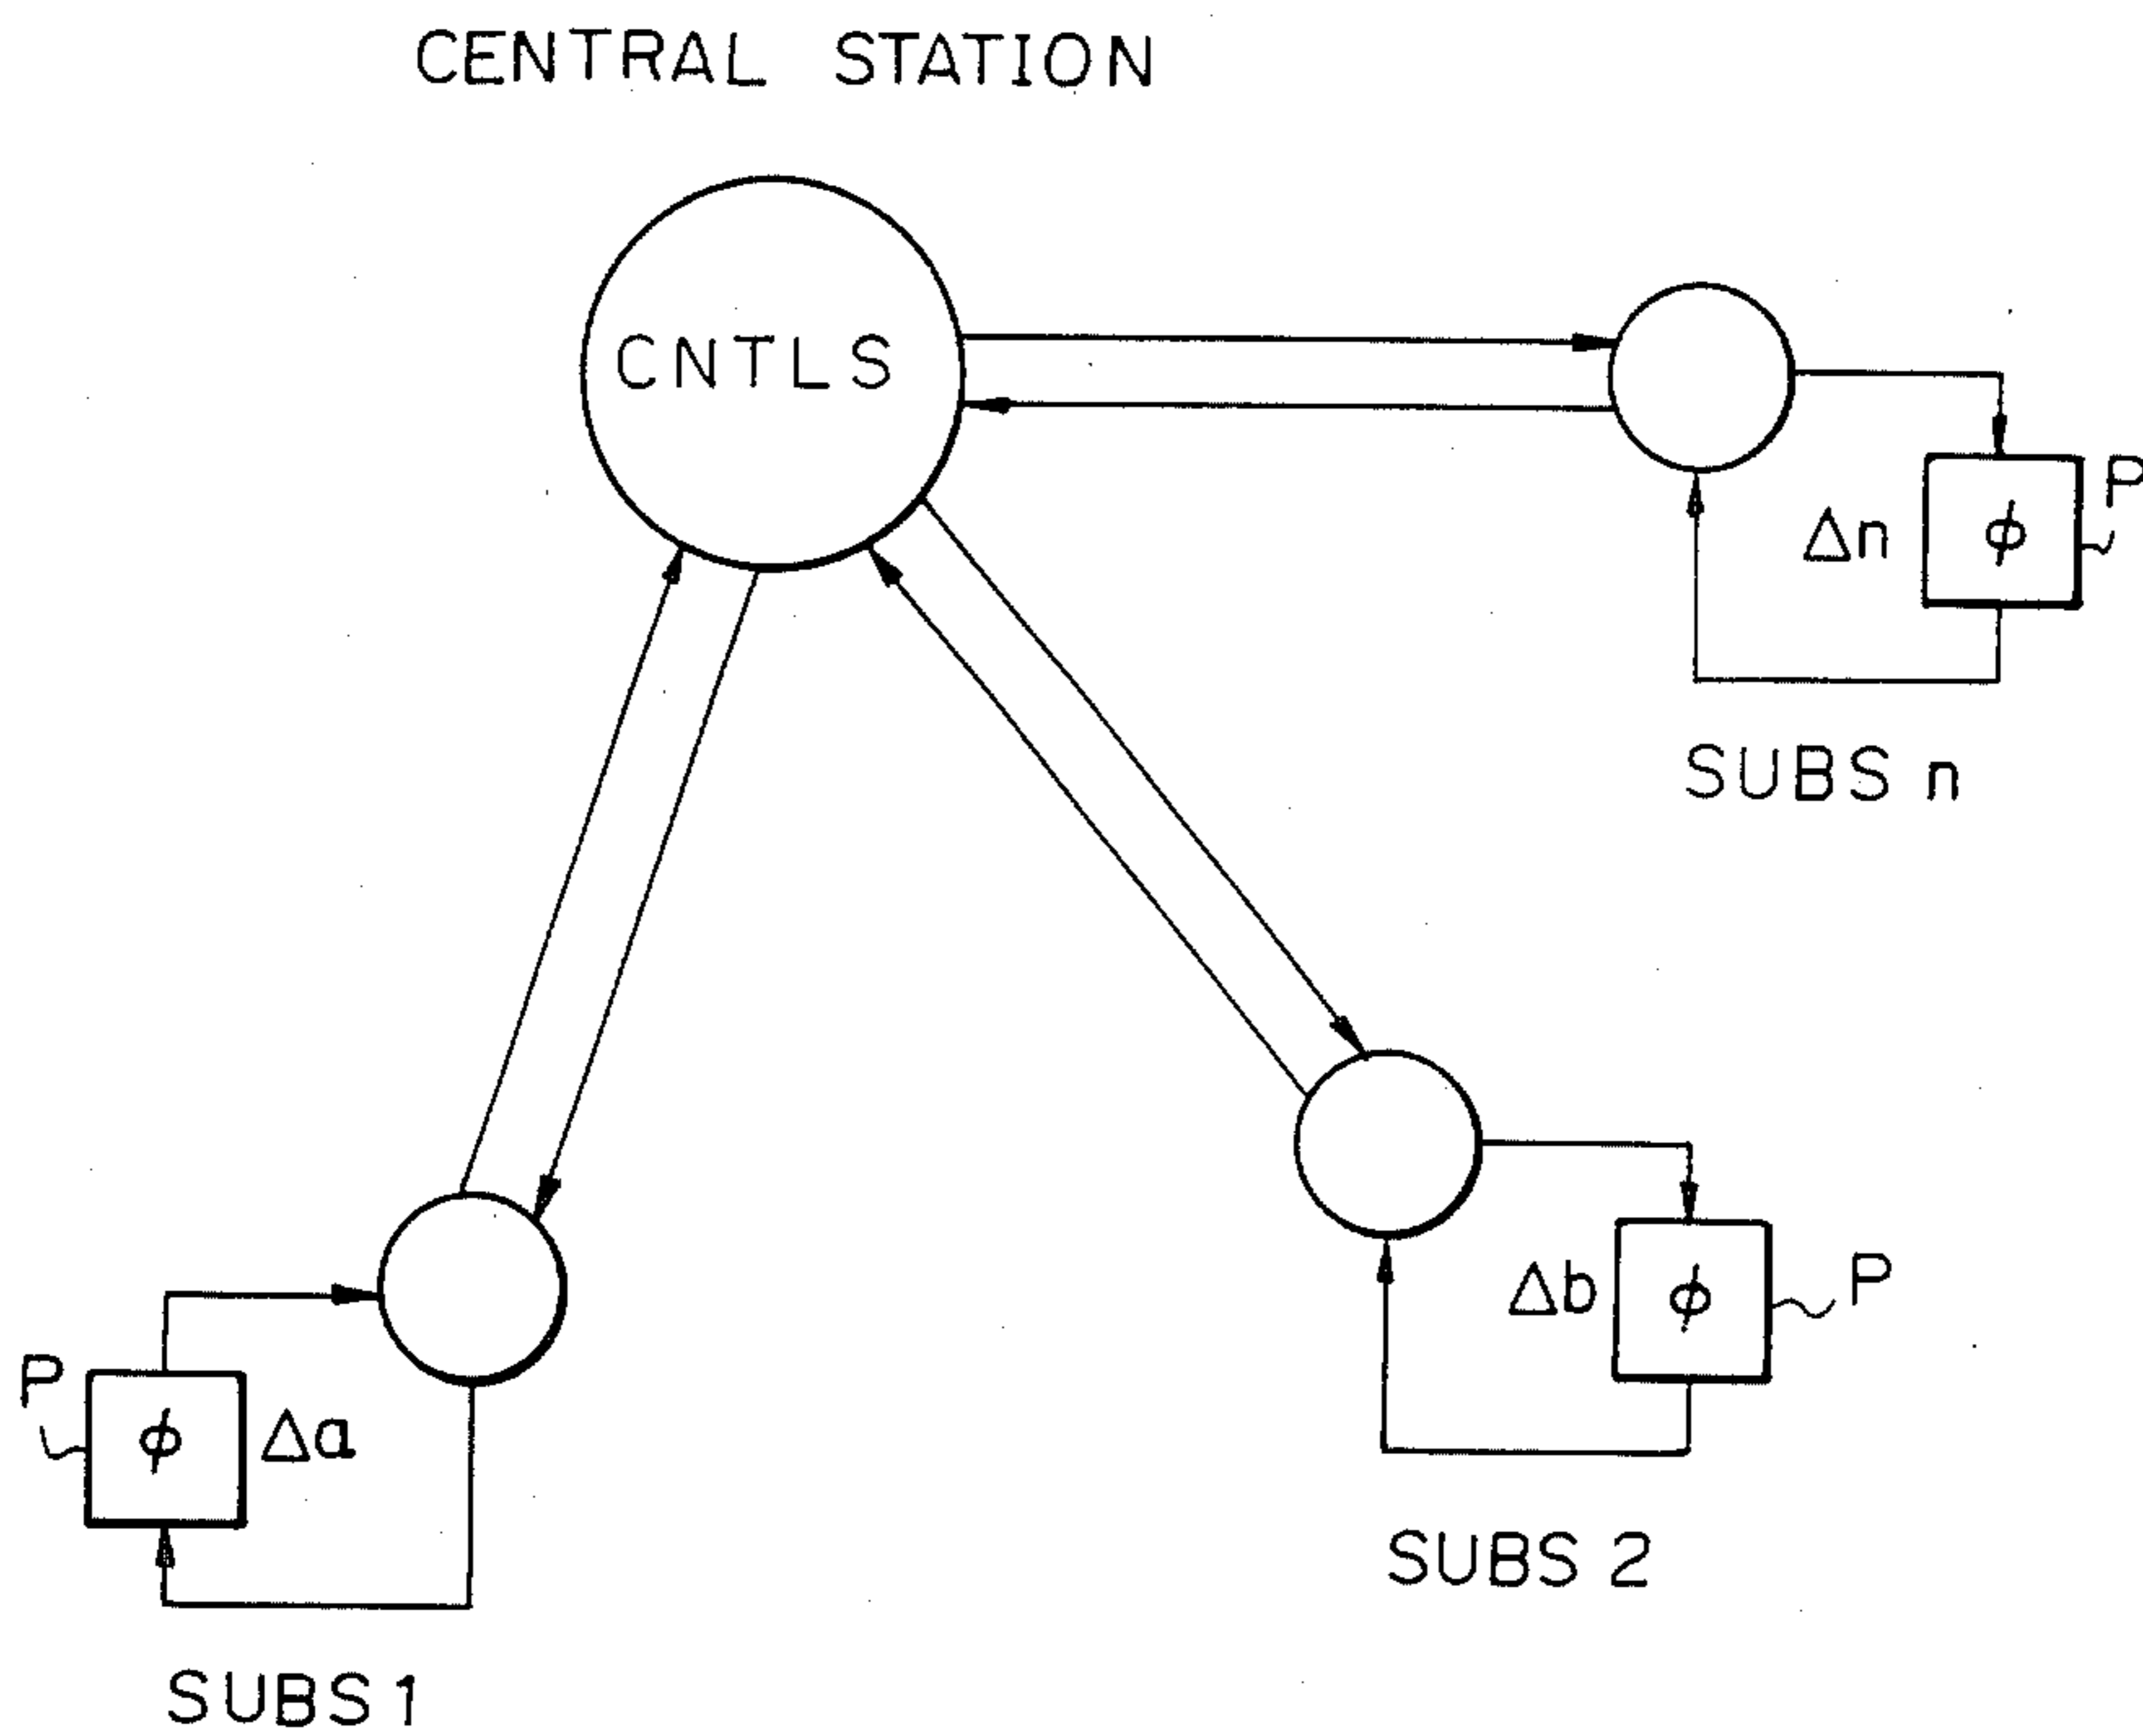 CENTRAL STATION
CNTLS
P
Δn
ϕ
SUBS n
Δb
ϕ
P
SUBS 2
P
ϕ
Δa
SUBS 1